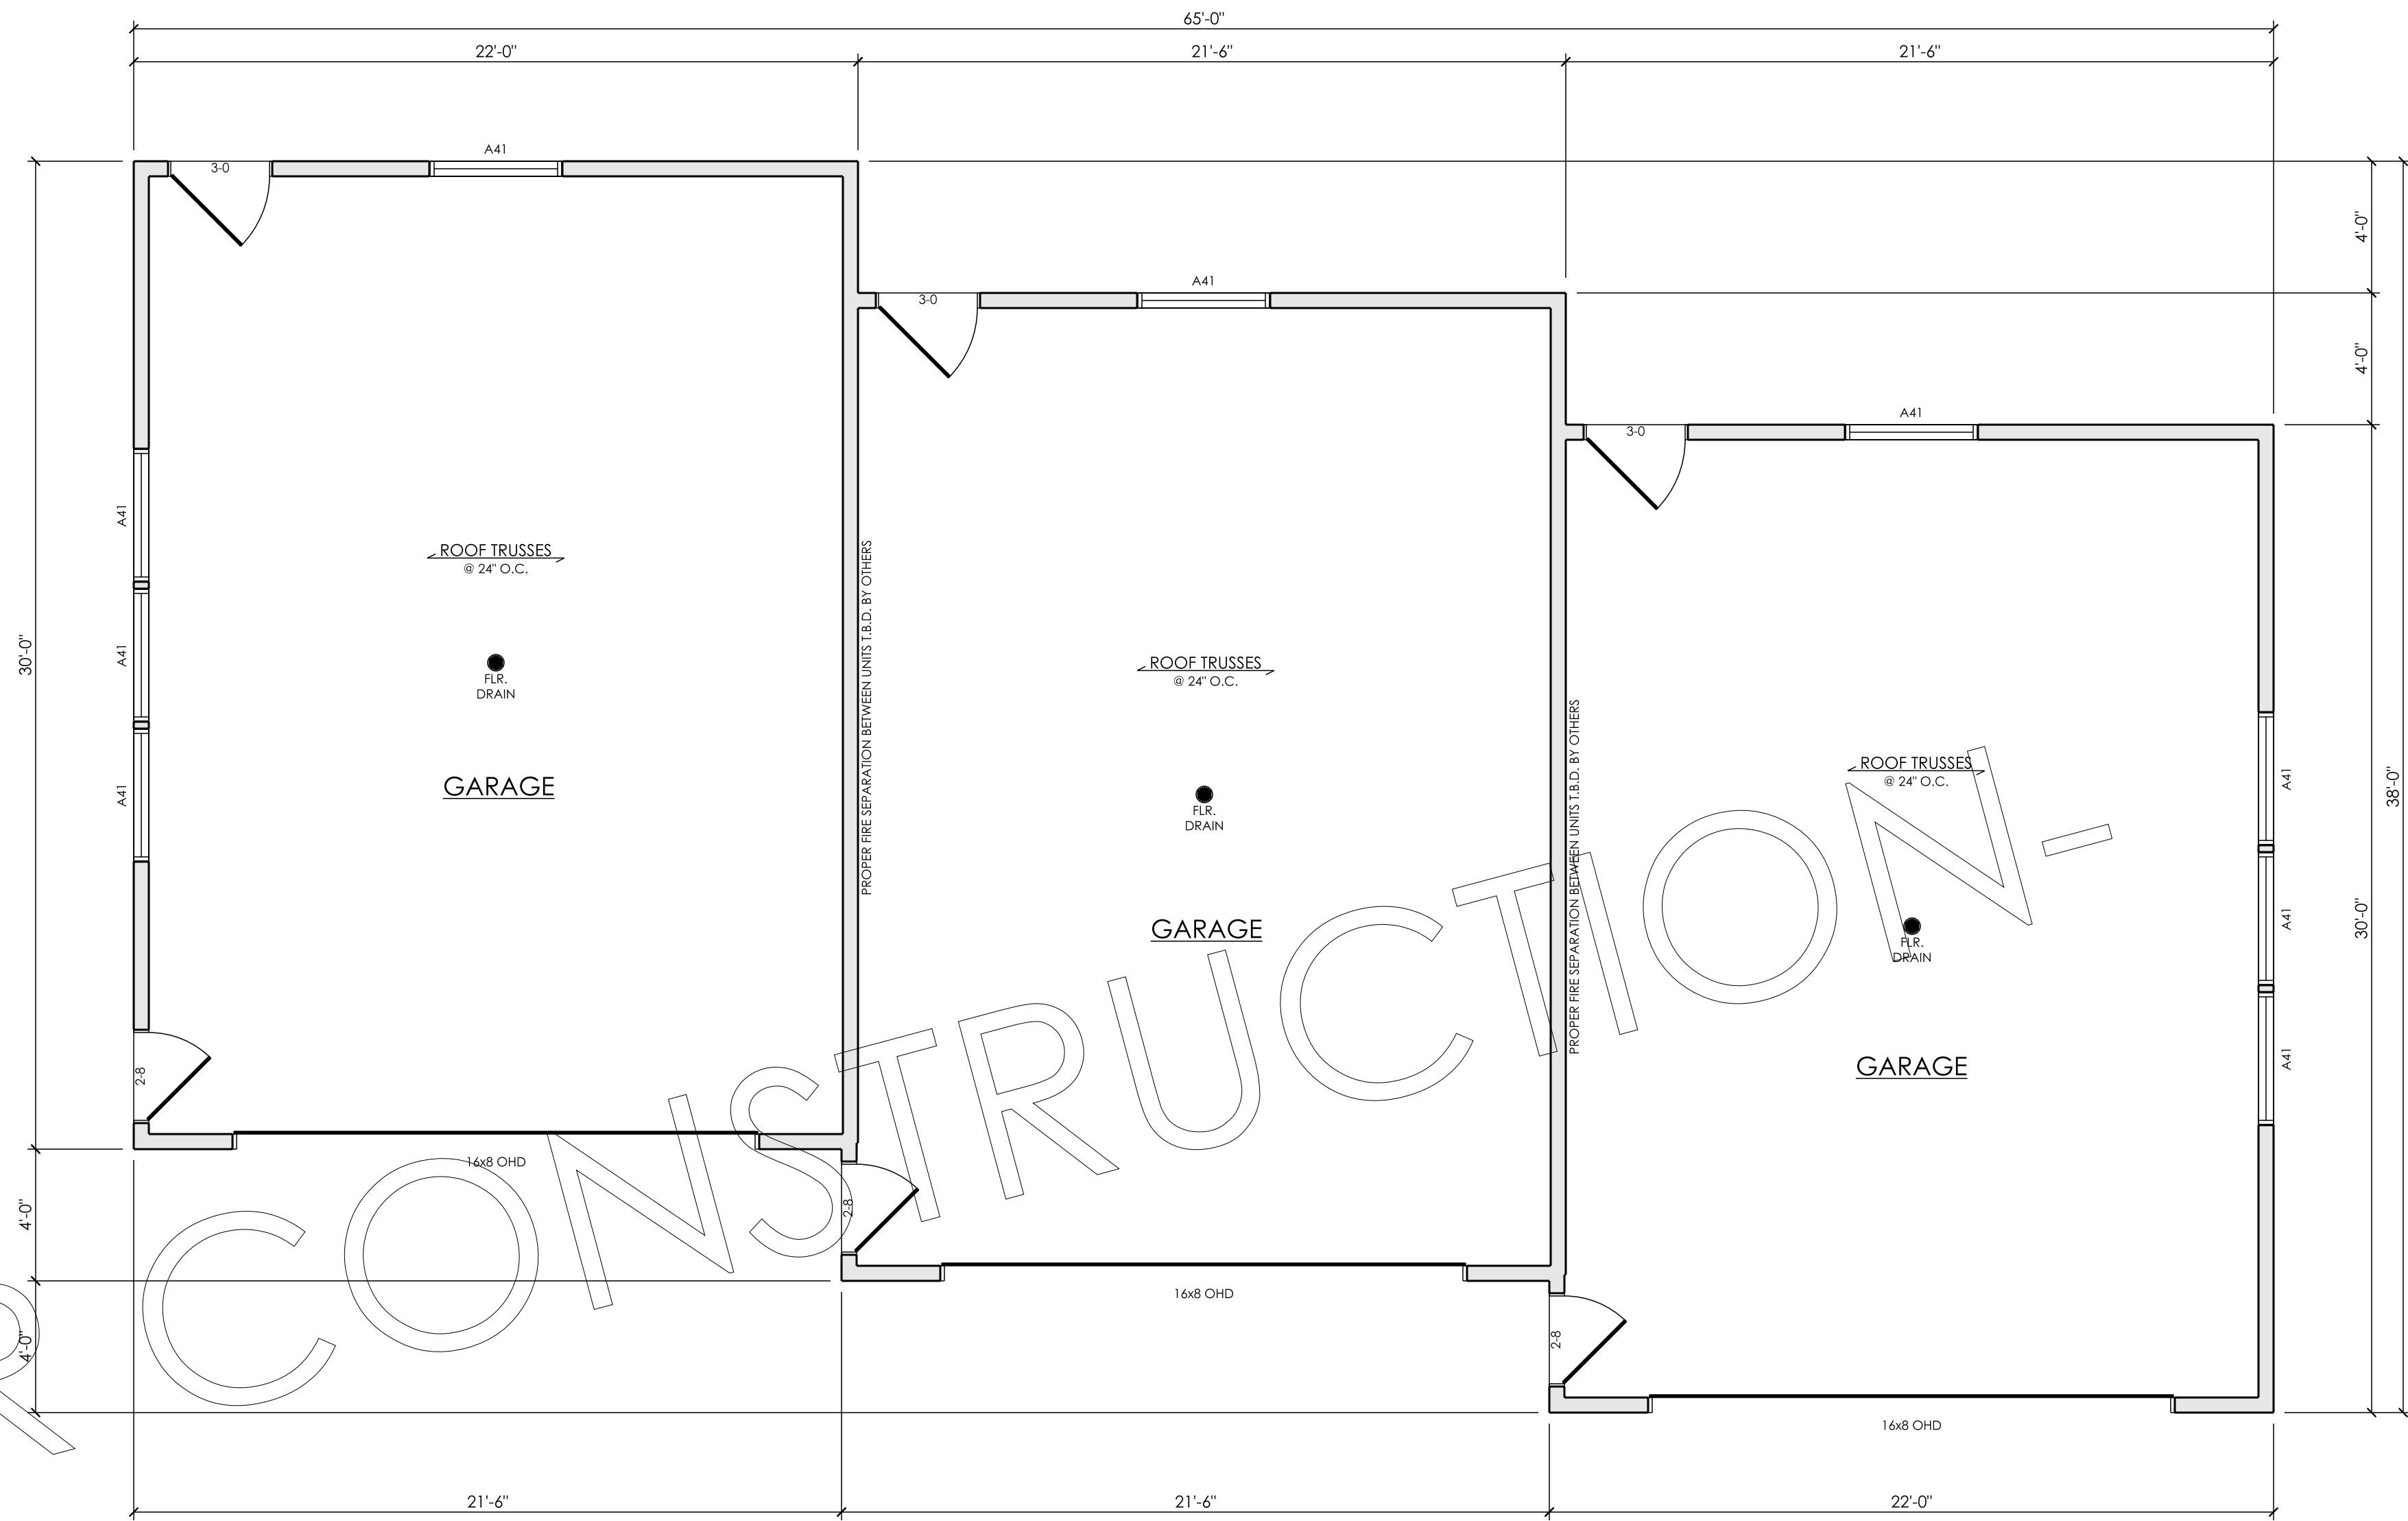 65'-0"
22'-0"
21'-6"
21'-6"
A41
3-0
4'-0"
A41
3-0
4'-0"
A41
3-0
A41
A41
A41
30'-0"
ROOF TRUSSES
@ 24" O.C.
FLR.
DRAIN
GARAGE
2-8
16x8 OHD
PROPER FIRE SEPARATION BETWEEN UNITS T.B.D. BY OTHERS
ROOF TRUSSES
@ 24" O.C.
FLR.
DRAIN
GARAGE
2-8
16x8 OHD
PROPER FIRE SEPARATION BETWEEN UNITS T.B.D. BY OTHERS
ROOF TRUSSES
@ 24" O.C.
FLR.
DRAIN
GARAGE
2-8
16x8 OHD
A41
A41
A41
30'-0"
38'-0"
4'-0"
4'-0"
R CONSTRUCTION-
21'-6"
21'-6"
22'-0"